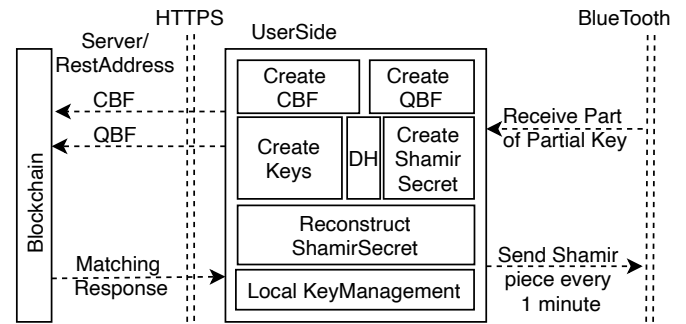 HTTPS
BlueTooth
Server/
RestAddress
UserSide
CBF
QBF
Create
CBF
Create
QBF
Create
Keys
DH
Create
Shamir
Secret
Receive Part
of Partial Key
Blockchain
Reconstruct
ShamirSecret
Matching
Response
Local KeyManagement
Send Shamir
piece every
1 minute